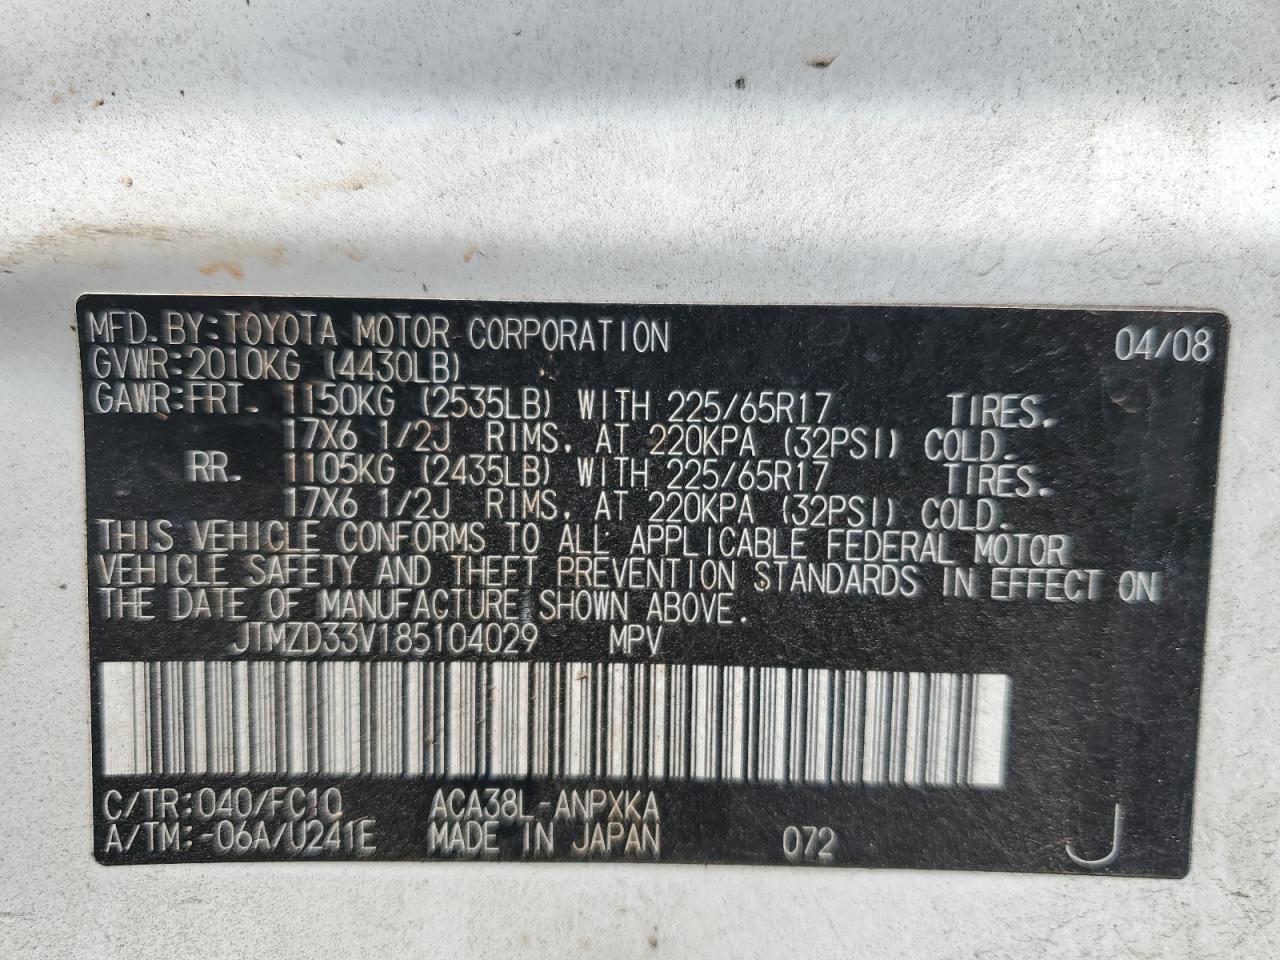 MFD. BY: TOYOTA MOTOR CORPORATION 04/08
GVWR: 2010KG (4430LB)
GAWR: FRT. 1150KG (2535LB) WITH 225/65R17 TIRES.
17X6 1/2J RIMS, AT 220KPA (32PSI) COLD.
RR. 1105KG (2435LB) WITH 225/65R17 TIRES.
17X6 1/2J RIMS, AT 220KPA (32PSI) COLD.
THIS VEHICLE CONFORMS TO ALL APPLICABLE FEDERAL MOTOR
VEHICLE SAFETY AND THEFT PREVENTION STANDARDS IN EFFECT ON
THE DATE OF MANUFACTURE SHOWN ABOVE.
JTMZD33V185104029 MPV
C/TR: 040/FC10 ACA38L-ANPXKA
A/TM: -06A/U241E MADE IN JAPAN 072 J